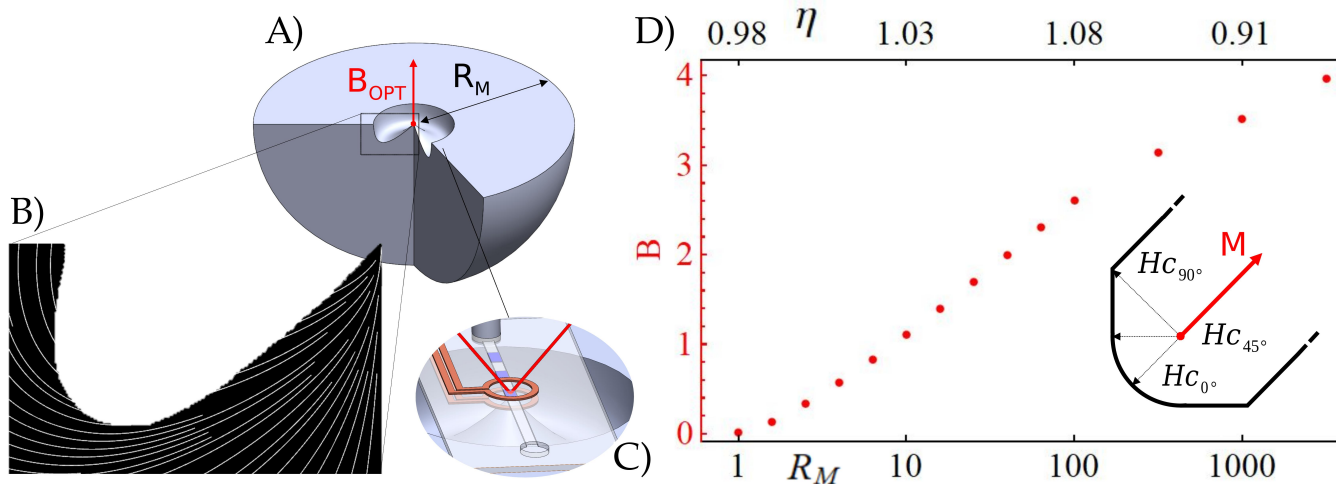 A)
B_OPT
R_M
B)
C)
D)
η
0.98 1.03 1.08 0.91
B
4
3
2
1
0
M
Hc_90°
Hc_45°
Hc_0°
1 10 100 1000
R_M